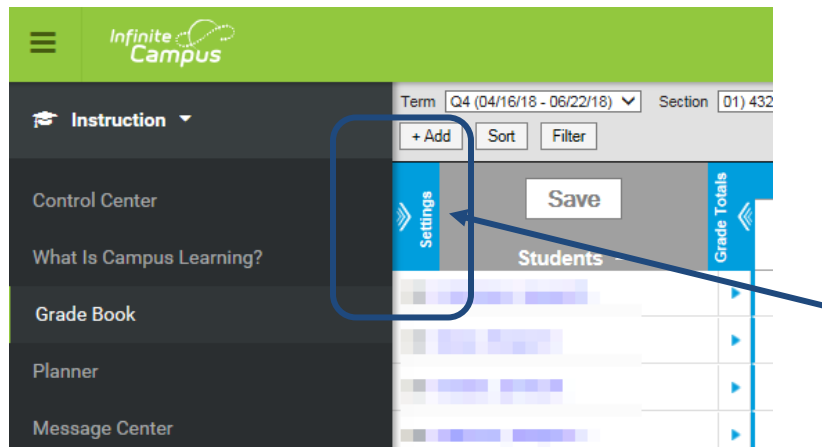 Infinite
Campus
Instruction
Control Center
What Is Campus Learning?
Grade Book
Planner
Message Center
Term Q4 (04/16/18 - 06/22/18) Section 01) 432
+ Add Sort Filter
Settings
Save
Students
Grade Totals